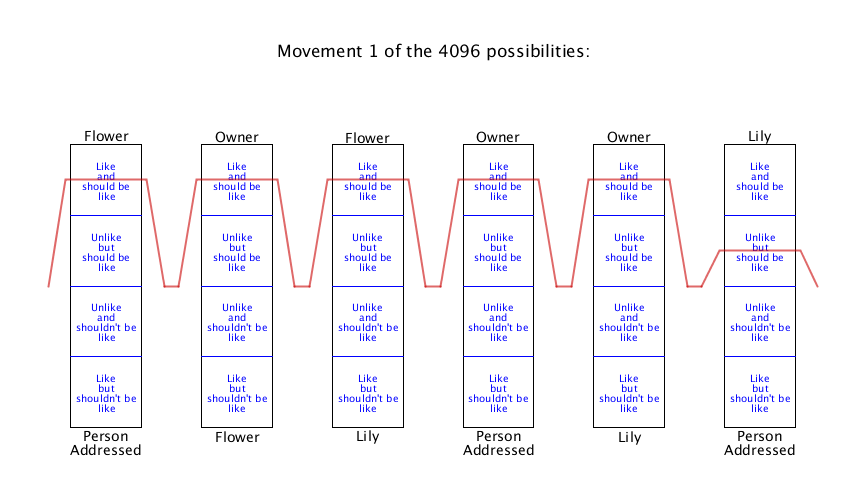 Movement 1 of the 4096 possibilities:
Flower
Owner
Flower
Owner
Owner
Lily
Like
and
should be
like
Like
and
should be
like
Like
and
should be
like
Like
and
should be
like
Like
and
should be
like
Like
and
should be
like
Unlike
but
should be
like
Unlike
but
should be
like
Unlike
but
should be
like
Unlike
but
should be
like
Unlike
but
should be
like
Unlike
but
should be
like
Unlike
and
shouldn't be
like
Unlike
and
shouldn't be
like
Unlike
and
shouldn't be
like
Unlike
and
shouldn't be
like
Unlike
and
shouldn't be
like
Unlike
and
shouldn't be
like
Like
but
shouldn't be
like
Like
but
shouldn't be
like
Like
but
shouldn't be
like
Like
but
shouldn't be
like
Like
but
shouldn't be
like
Like
but
shouldn't be
like
Person
Addressed
Flower
Lily
Person
Addressed
Lily
Person
Addressed